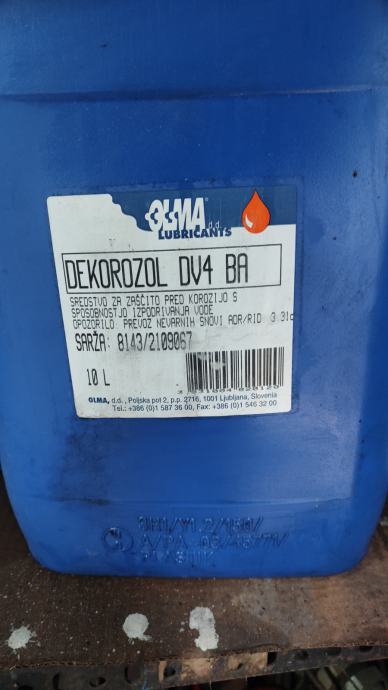 OLMA d.d.
LUBRICANTS
DEKOROZOL DV4 BA
SREDSTVO ZA ZAŠČITO PRED KOROZIJO S
SPOSOBNOSTJO IZPODRIVANJA VODE
OPOZORILO: PREVOZ NEVARNIH SNOVI ADR/RID 3 31c
SARŽA: 8143/2109067
10 L
OLMA, d.d., Poljska pot 2, p.p. 2716, 1001 Ljubljana, Slovenia
Tel.: +386 (0)1 587 36 00, Fax: +386 (0)1 546 32 00